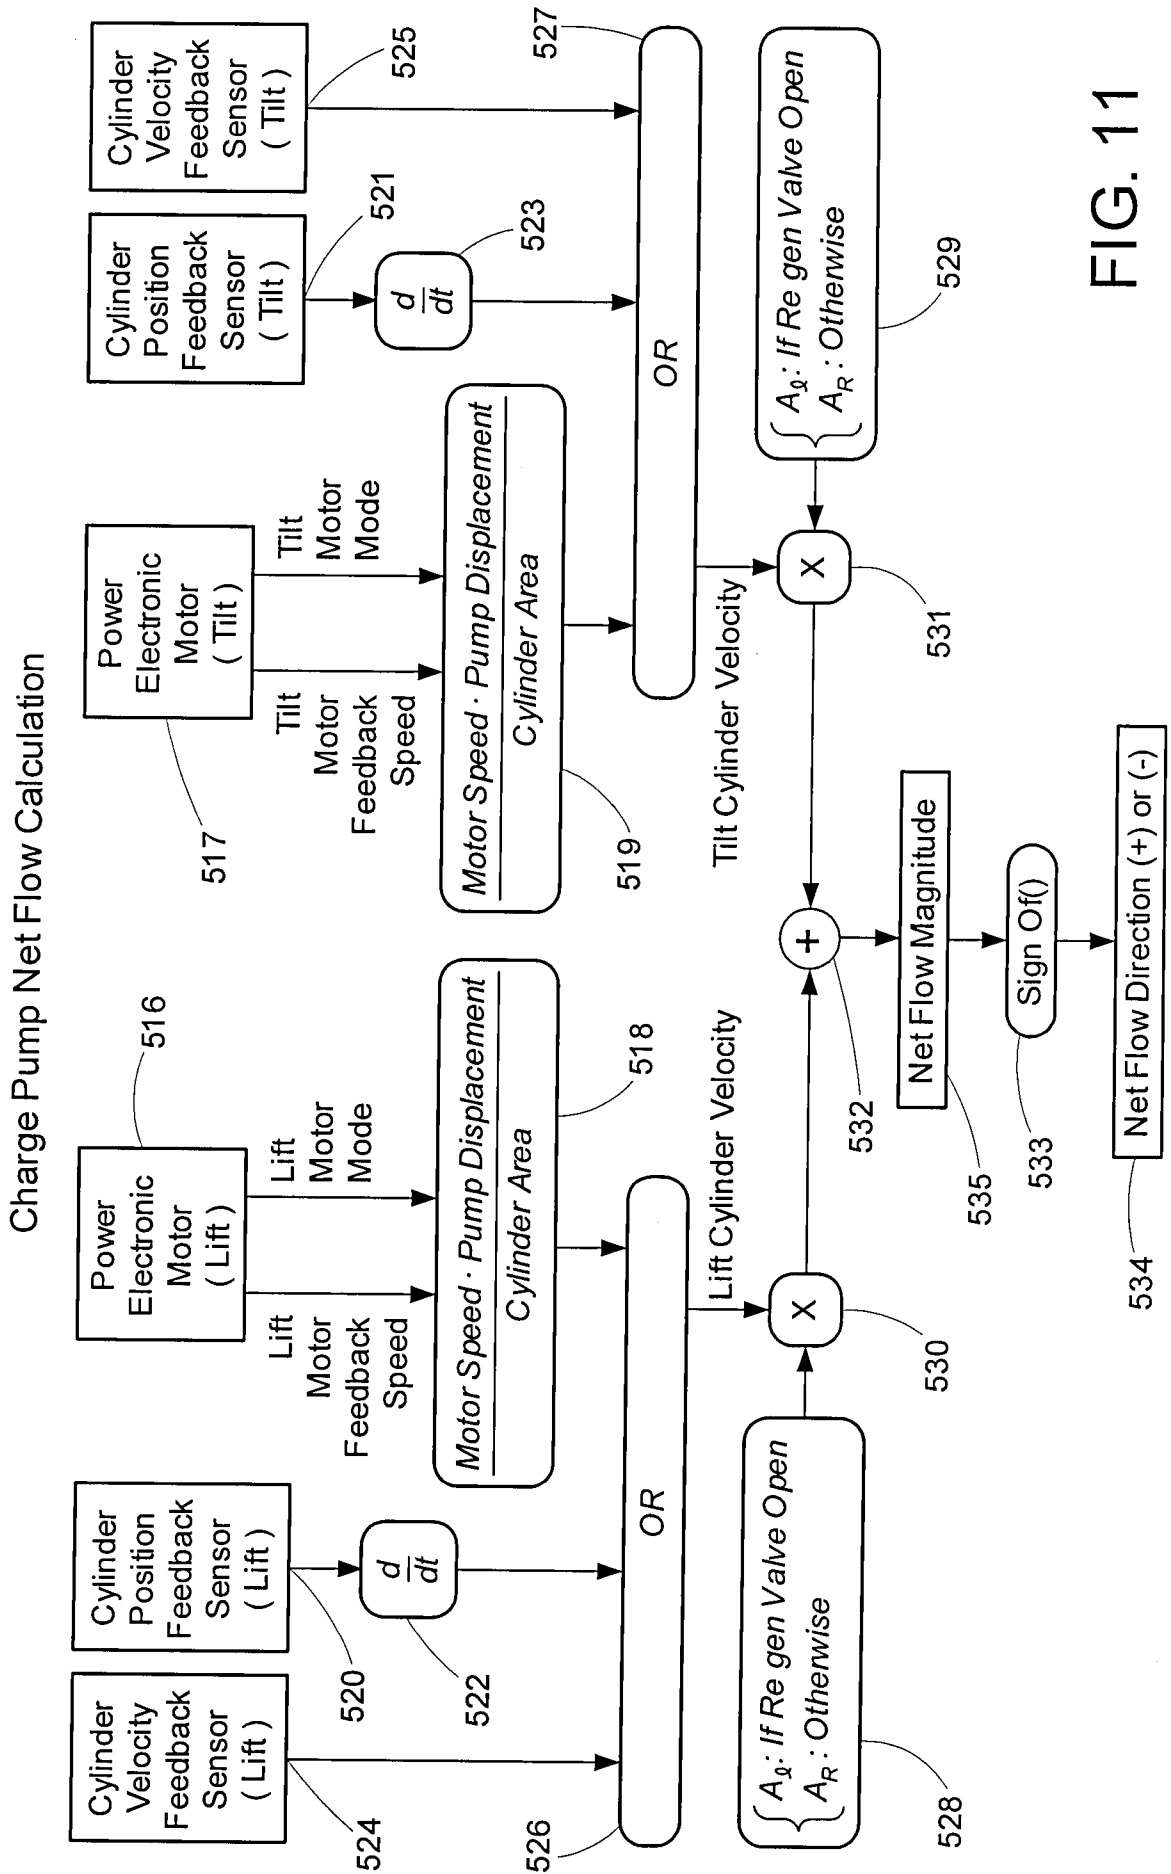 Charge Pump Net Flow Calculation
Cylinder
Velocity
Feedback
Sensor
( Lift )
524
Cylinder
Position
Feedback
Sensor
( Lift )
520
d
dt
522
Power
Electronic
Motor
( Lift )
516
Lift
Motor
Feedback
Speed
Lift
Motor
Mode
Motor Speed · Pump Displacement
Cylinder Area
518
Power
Electronic
Motor
( Tilt )
517
Tilt
Motor
Feedback
Speed
Tilt
Motor
Mode
Motor Speed · Pump Displacement
Cylinder Area
519
Cylinder
Position
Feedback
Sensor
( Tilt )
521
d
dt
523
Cylinder
Velocity
Feedback
Sensor
( Tilt )
525
OR
526
OR
527
Lift Cylinder Velocity
Tilt Cylinder Velocity
Aℓ : If Re gen Valve Open
AR : Otherwise
528
X
530
+
532
X
531
Aℓ : If Re gen Valve Open
AR : Otherwise
529
Net Flow Magnitude
535
Sign Of()
533
Net Flow Direction (+) or (-)
534
FIG. 11